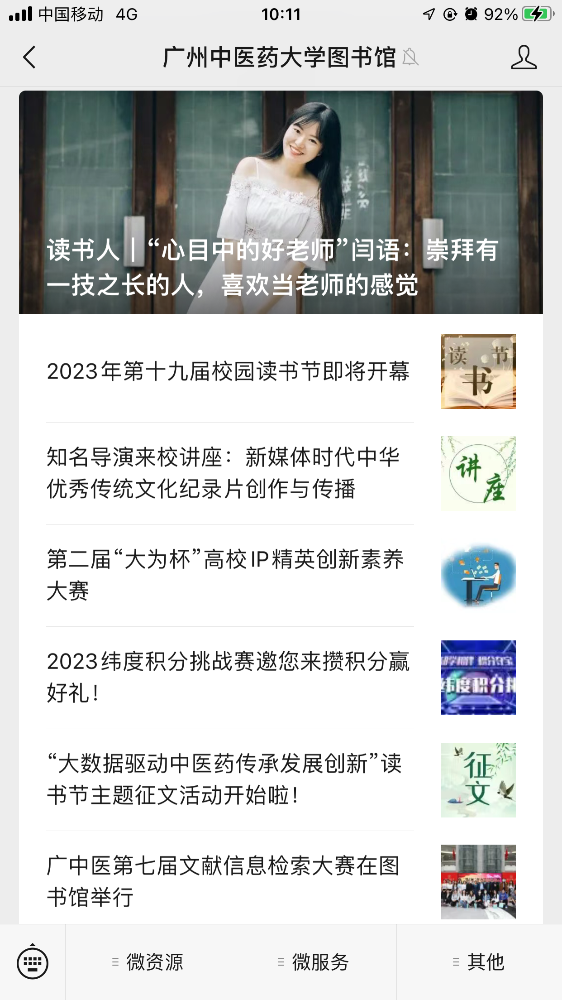 中国移动 4G 10:11 92%
广州中医药大学图书馆
读书人｜“心目中的好老师”闫语：崇拜有
一技之长的人，喜欢当老师的感觉
2023年第十九届校园读书节即将开幕
读 节
书
知名导演来校讲座：新媒体时代中华
优秀传统文化纪录片创作与传播
讲
座
第二届“大为杯”高校IP精英创新素养
大赛
2023纬度积分挑战赛邀您来攒积分赢
好礼！
纬度积分挑
“大数据驱动中医药传承发展创新”读
书节主题征文活动开始啦！
征
文
广中医第七届文献信息检索大赛在图
书馆举行
微资源 微服务 其他